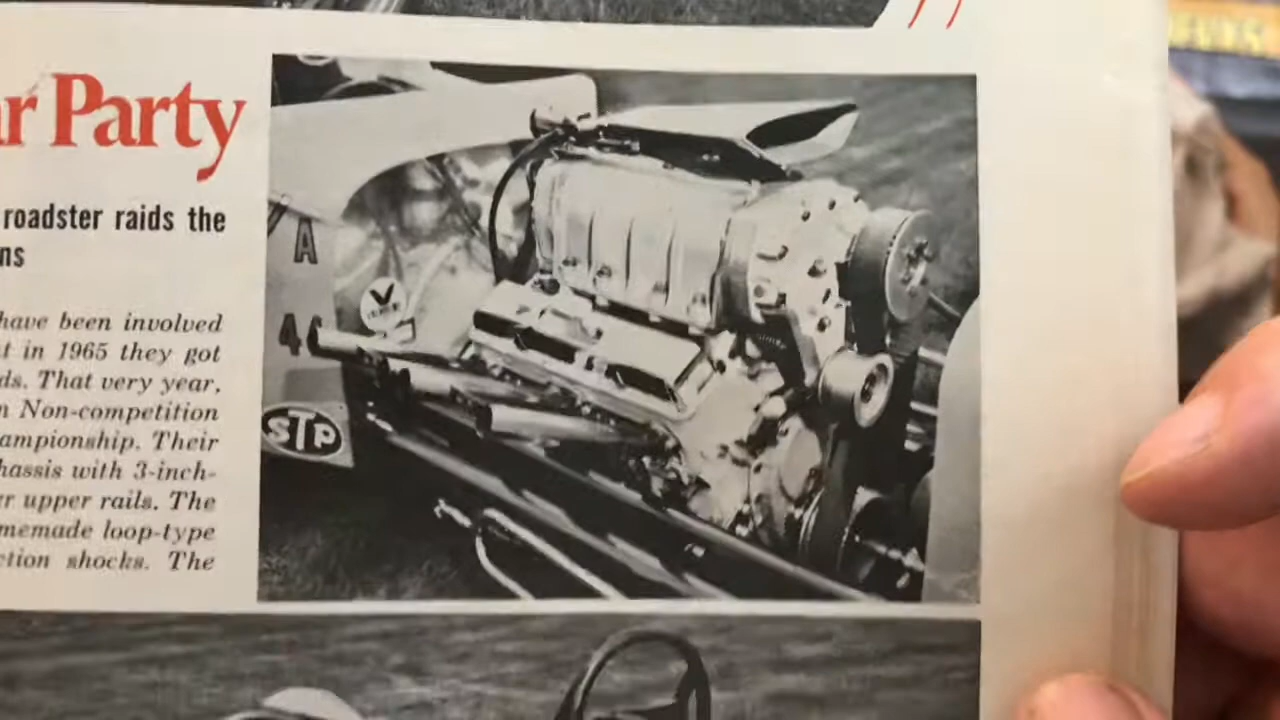 r Party
roadster raids the
ns
have been involved
t in 1965 they got
ds. That very year,
n Non-competition
ampionship. Their
hassis with 3-inch-
r upper rails. The
memade loop-type
ction shocks. The
A
STP